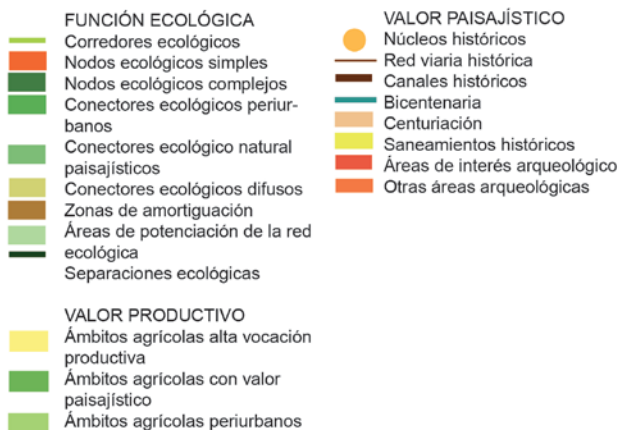 FUNCIÓN ECOLÓGICA
Corredores ecológicos
Nodos ecológicos simples
Nodos ecológicos complejos
Conectores ecológicos periur-
banos
Conectores ecológico natural
paisajísticos
Conectores ecológicos difusos
Zonas de amortiguación
Áreas de potenciación de la red
ecológica
Separaciones ecológicas
VALOR PRODUCTIVO
Ámbitos agrícolas alta vocación
productiva
Ámbitos agrícolas con valor
paisajístico
Ámbitos agrícolas periurbanos
VALOR PAISAJÍSTICO
Núcleos históricos
Red viaria histórica
Canales históricos
Bicentenaria
Centuriación
Saneamientos históricos
Áreas de interés arqueológico
Otras áreas arqueológicas